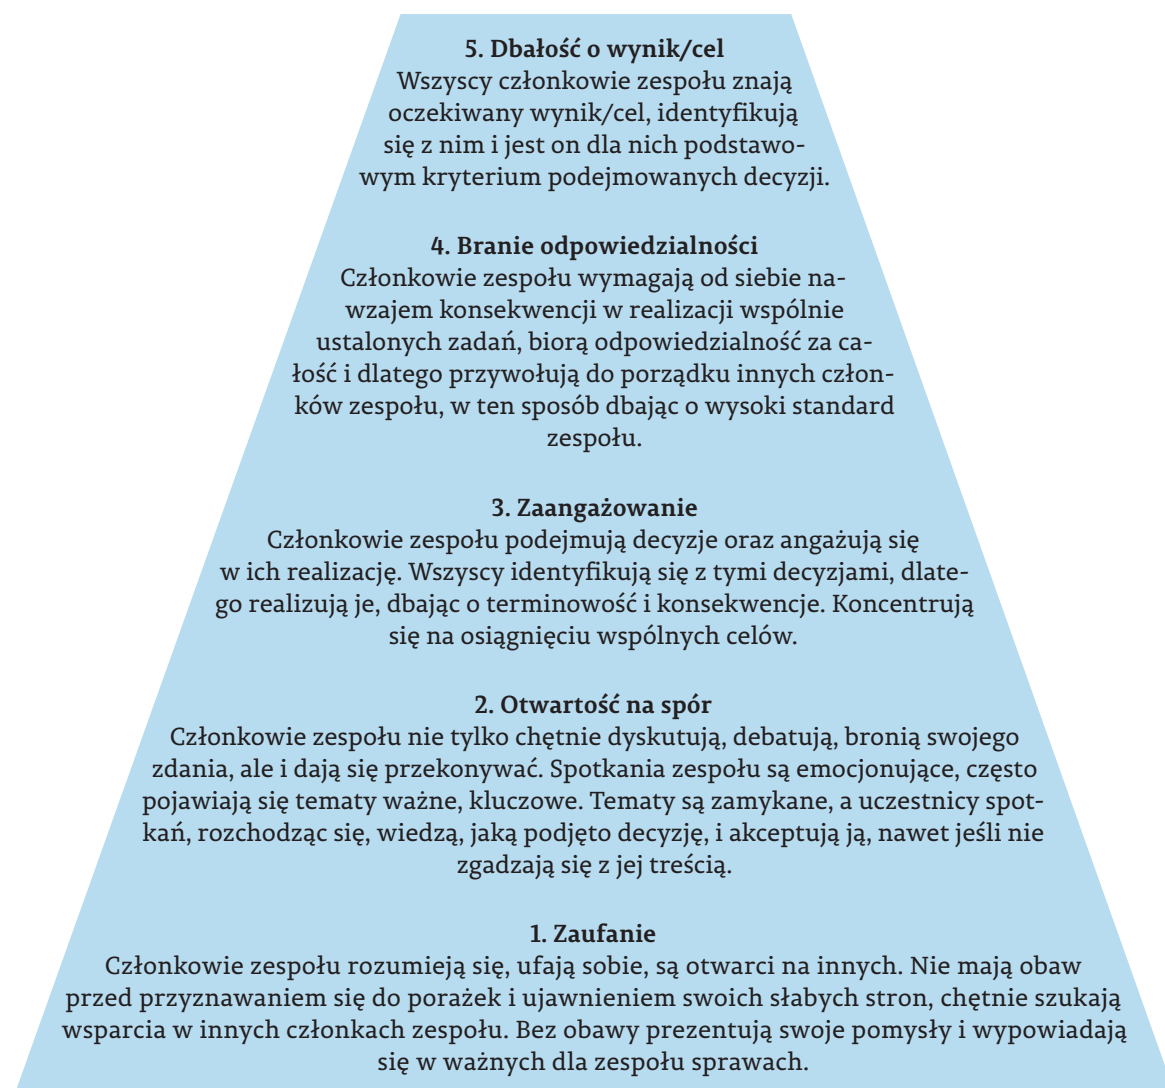 5. Dbałość o wynik/cel
Wszyscy członkowie zespołu znają
oczekiwany wynik/cel, identyfikują
się z nim i jest on dla nich podstawo-
wym kryterium podejmowanych decyzji.
4. Branie odpowiedzialności
Członkowie zespołu wymagają od siebie na-
wzajem konsekwencji w realizacji wspólnie
ustalonych zadań, biorą odpowiedzialność za ca-
łość i dlatego przywołują do porządku innych człon-
ków zespołu, w ten sposób dbając o wysoki standard
zespołu.
3. Zaangażowanie
Członkowie zespołu podejmują decyzje oraz angażują się
w ich realizację. Wszyscy identyfikują się z tymi decyzjami, dlate-
go realizują je, dbając o terminowość i konsekwencje. Koncentrują
się na osiągnięciu wspólnych celów.
2. Otwartość na spór
Członkowie zespołu nie tylko chętnie dyskutują, debatują, bronią swojego
zdania, ale i dają się przekonywać. Spotkania zespołu są emocjonujące, często
pojawiają się tematy ważne, kluczowe. Tematy są zamykane, a uczestnicy spot-
kań, rozchodząc się, wiedzą, jaką podjęto decyzję, i akceptują ją, nawet jeśli nie
zgadzają się z jej treścią.
1. Zaufanie
Członkowie zespołu rozumieją się, ufają sobie, są otwarci na innych. Nie mają obaw
przed przyznawaniem się do porażek i ujawnieniem swoich słabych stron, chętnie szukają
wsparcia w innych członkach zespołu. Bez obawy prezentują swoje pomysły i wypowiadają
się w ważnych dla zespołu sprawach.